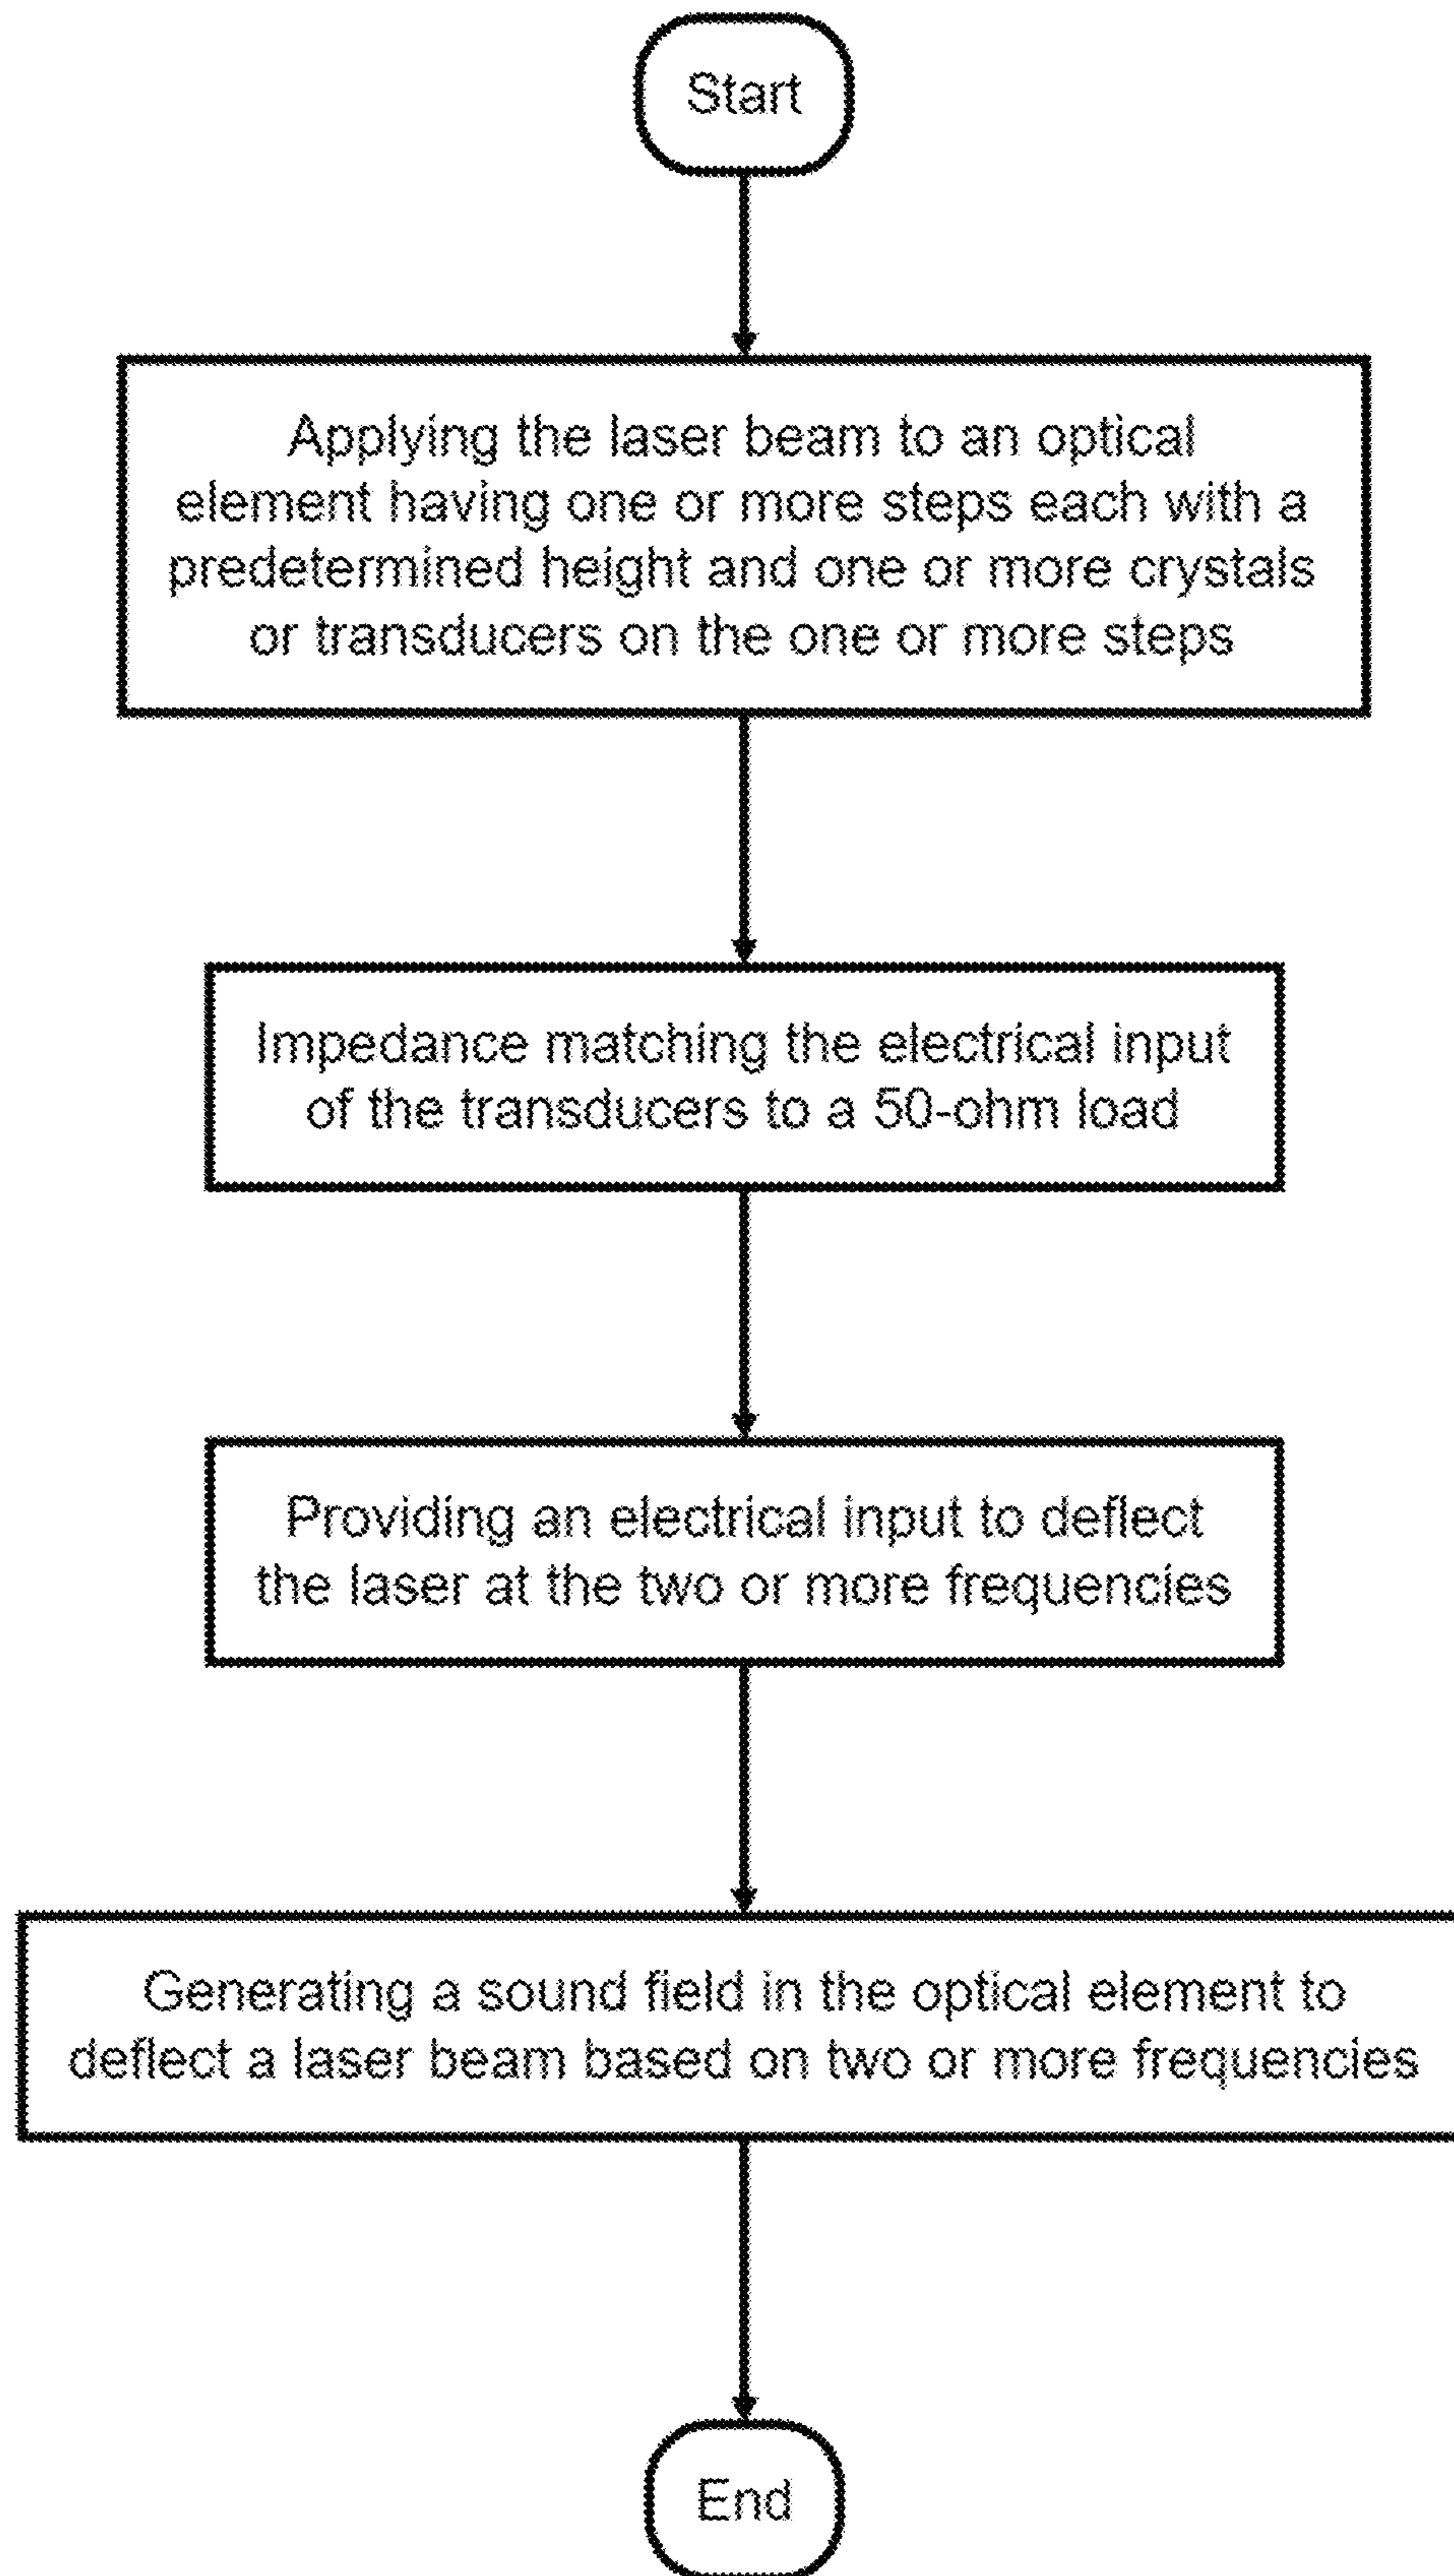 Start
Applying the laser beam to an optical
element having one or more steps each with a
predetermined height and one or more crystals
or transducers on the one or more steps
Impedance matching the electrical input
of the transducers to a 50-ohm load
Providing an electrical input to deflect
the laser at the two or more frequencies
Generating a sound field in the optical element to
deflect a laser beam based on two or more frequencies
End